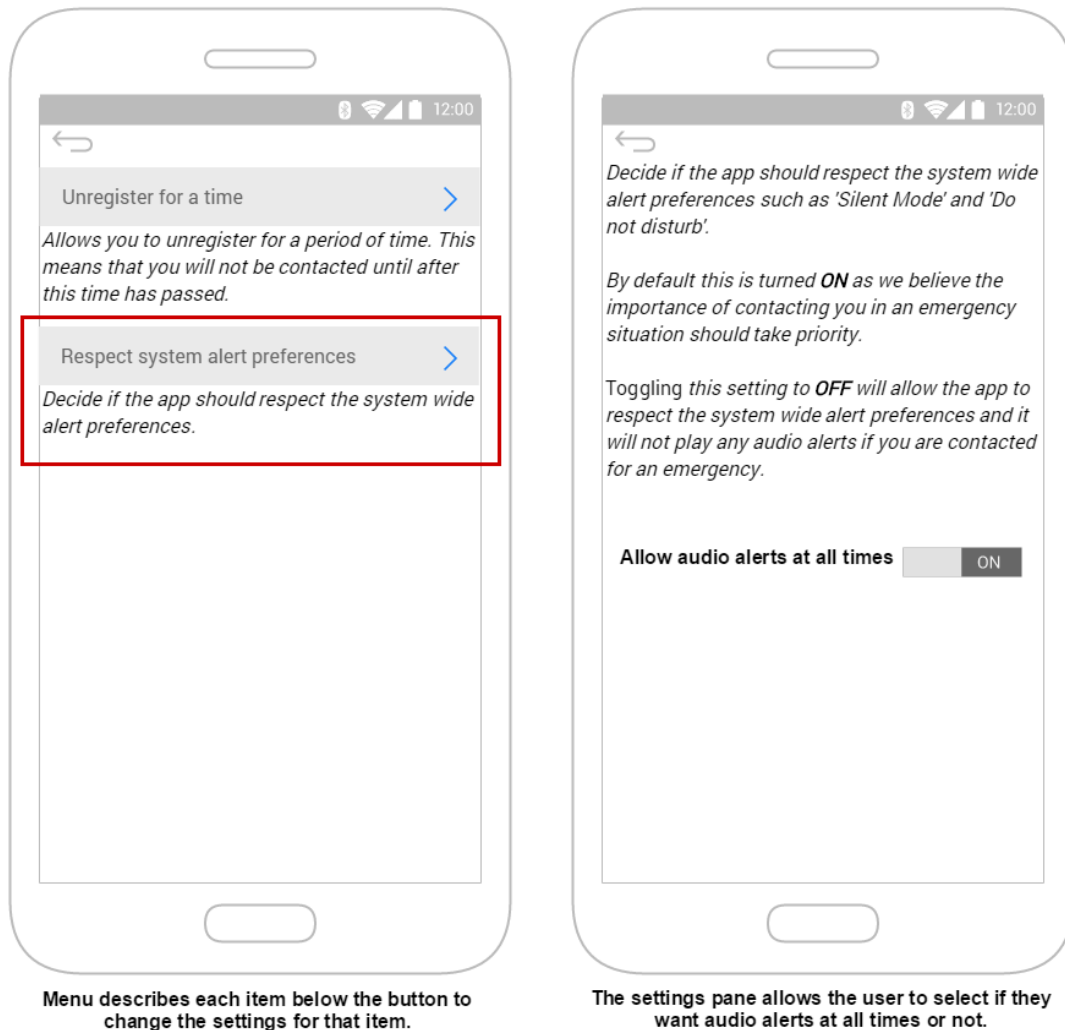 12:00
Unregister for a time
Allows you to unregister for a period of time. This
means that you will not be contacted until after
this time has passed.
Respect system alert preferences
Decide if the app should respect the system wide
alert preferences.
Menu describes each item below the button to
change the settings for that item.
12:00
Decide if the app should respect the system wide
alert preferences such as 'Silent Mode' and 'Do
not disturb'.
By default this is turned ON as we believe the
importance of contacting you in an emergency
situation should take priority.
Toggling this setting to OFF will allow the app to
respect the system wide alert preferences and it
will not play any audio alerts if you are contacted
for an emergency.
Allow audio alerts at all times ON
The settings pane allows the user to select if they
want audio alerts at all times or not.